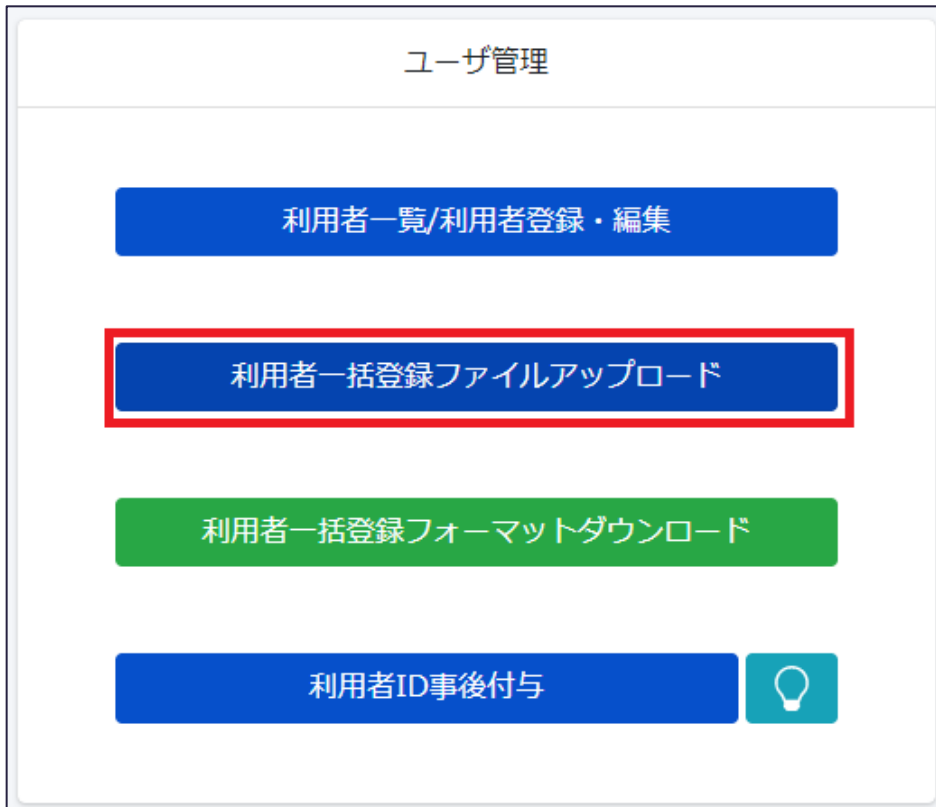 ユーザ管理
利用者一覧/利用者登録・編集
利用者一括登録ファイルアップロード
利用者一括登録フォーマットダウンロード
利用者ID事後付与